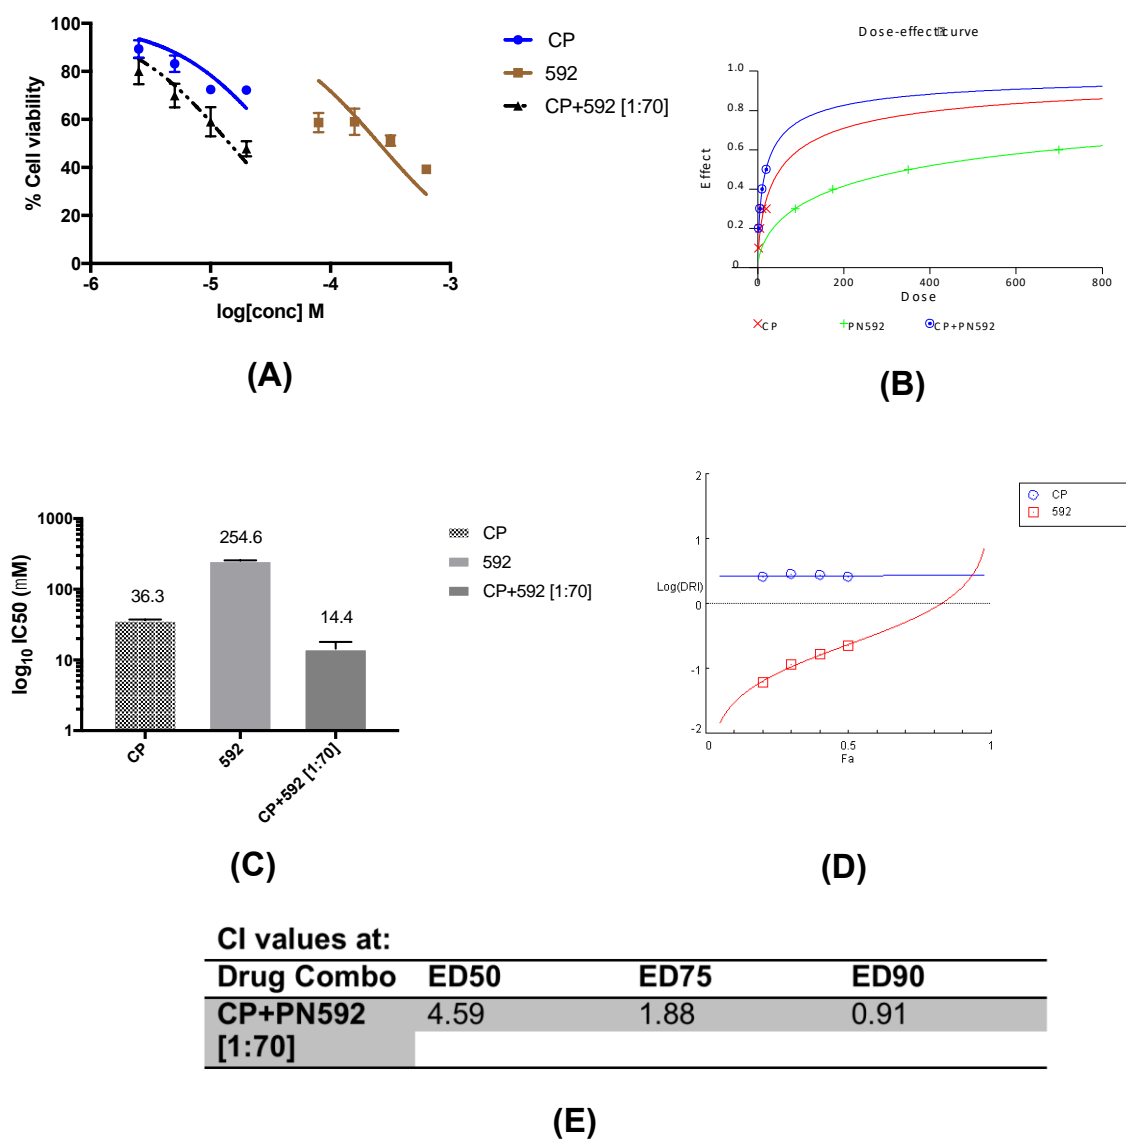 100
80
60
40
20
0
-6
-5
-4
-3
% Cell viability
log[conc] M
CP
592
CP+592 [1:70]
(A)
Dose-effect curve
1.0
0.8
0.6
0.4
0.2
0
0
200
400
600
800
Effect
Dose
CP
PN592
CP+PN592
(B)
1000
100
10
1
log10 IC50 (mM)
36.3
254.6
14.4
CP
592
CP+592 [1:70]
CP
592
CP+592 [1:70]
(C)
2
1
Log(DRI)
0
-1
-2
0
0.5
1
Fa
CP
592
(D)
CI values at:
Drug Combo ED50 ED75 ED90
CP+PN592 4.59 1.88 0.91
[1:70]
(E)